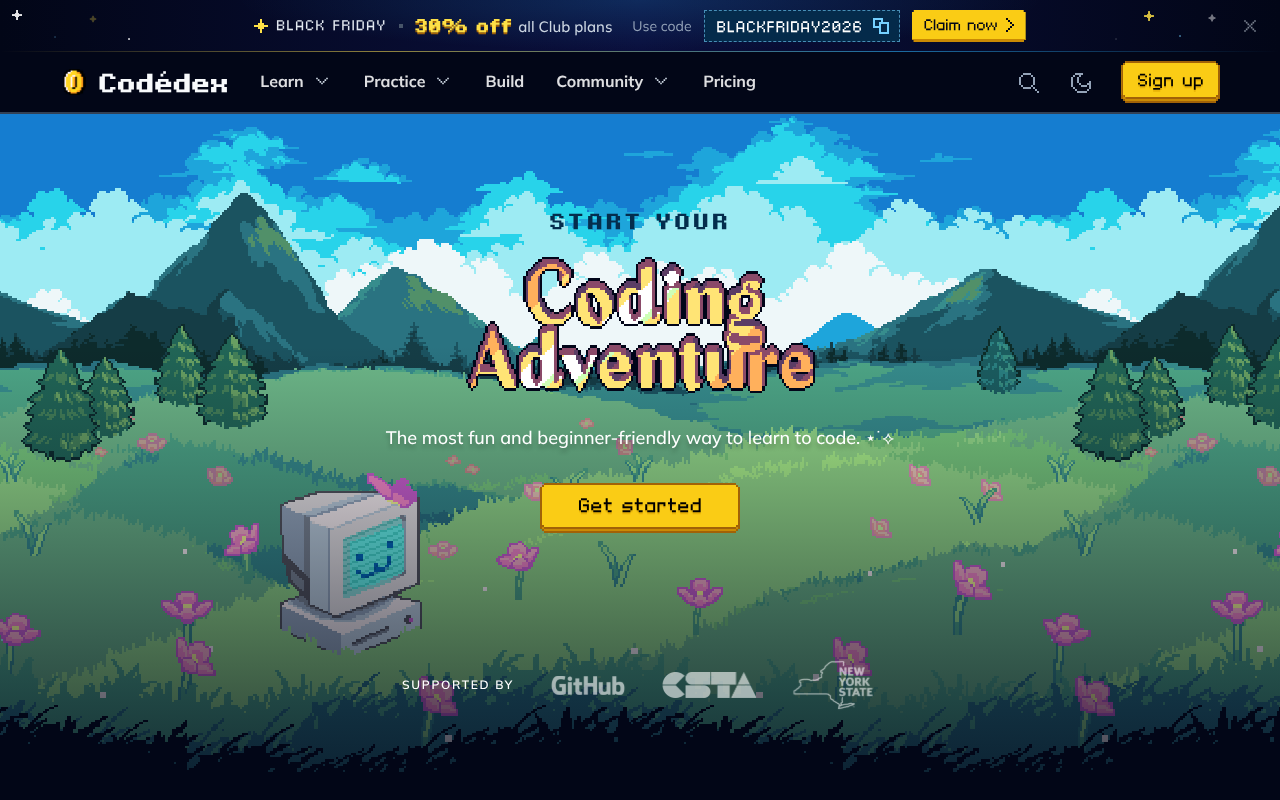 BLACK FRIDAY • 30% off all Club plans Use code BLACKFRIDAY2026 Claim now
Codédex Learn Practice Build Community Pricing Sign up
START YOUR
Coding
Adventure
The most fun and beginner-friendly way to learn to code. ⋆˙⟡
Get started
SUPPORTED BY GitHub CSTA NEW YORK STATE